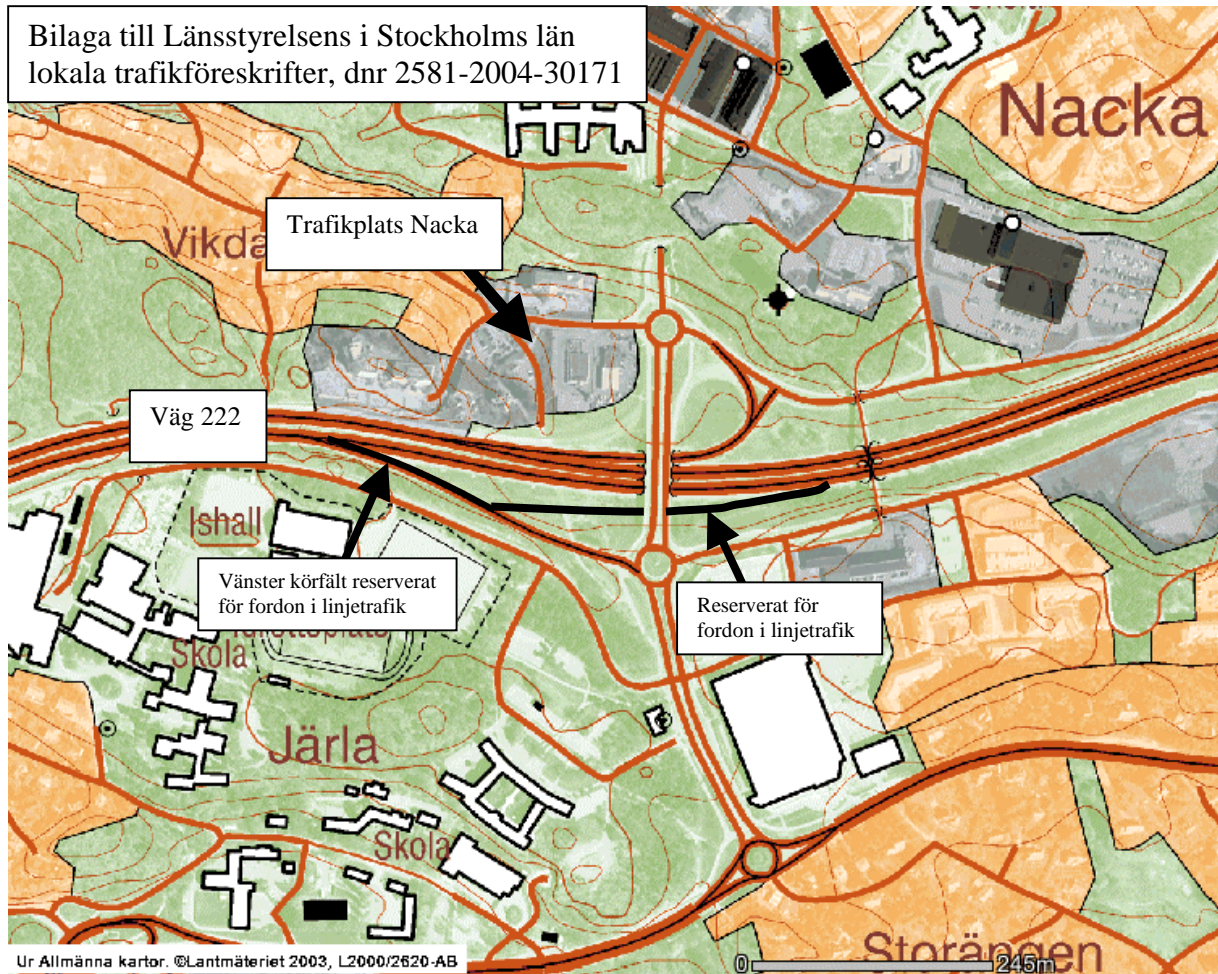 Bilaga till Länsstyrelsens i Stockholms län
lokala trafikföreskrifter, dnr 2581-2004-30171
Nacka
Trafikplats Nacka
Vikda
Väg 222
Ishall
Vänster körfält reserverat
för fordon i linjetrafik
Reserverat för
fordon i linjetrafik
Skola
Järla
Skola
Storängen
Ur Allmänna kartor. ©Lantmäteriet 2003, L2000/2620-AB
0 245m